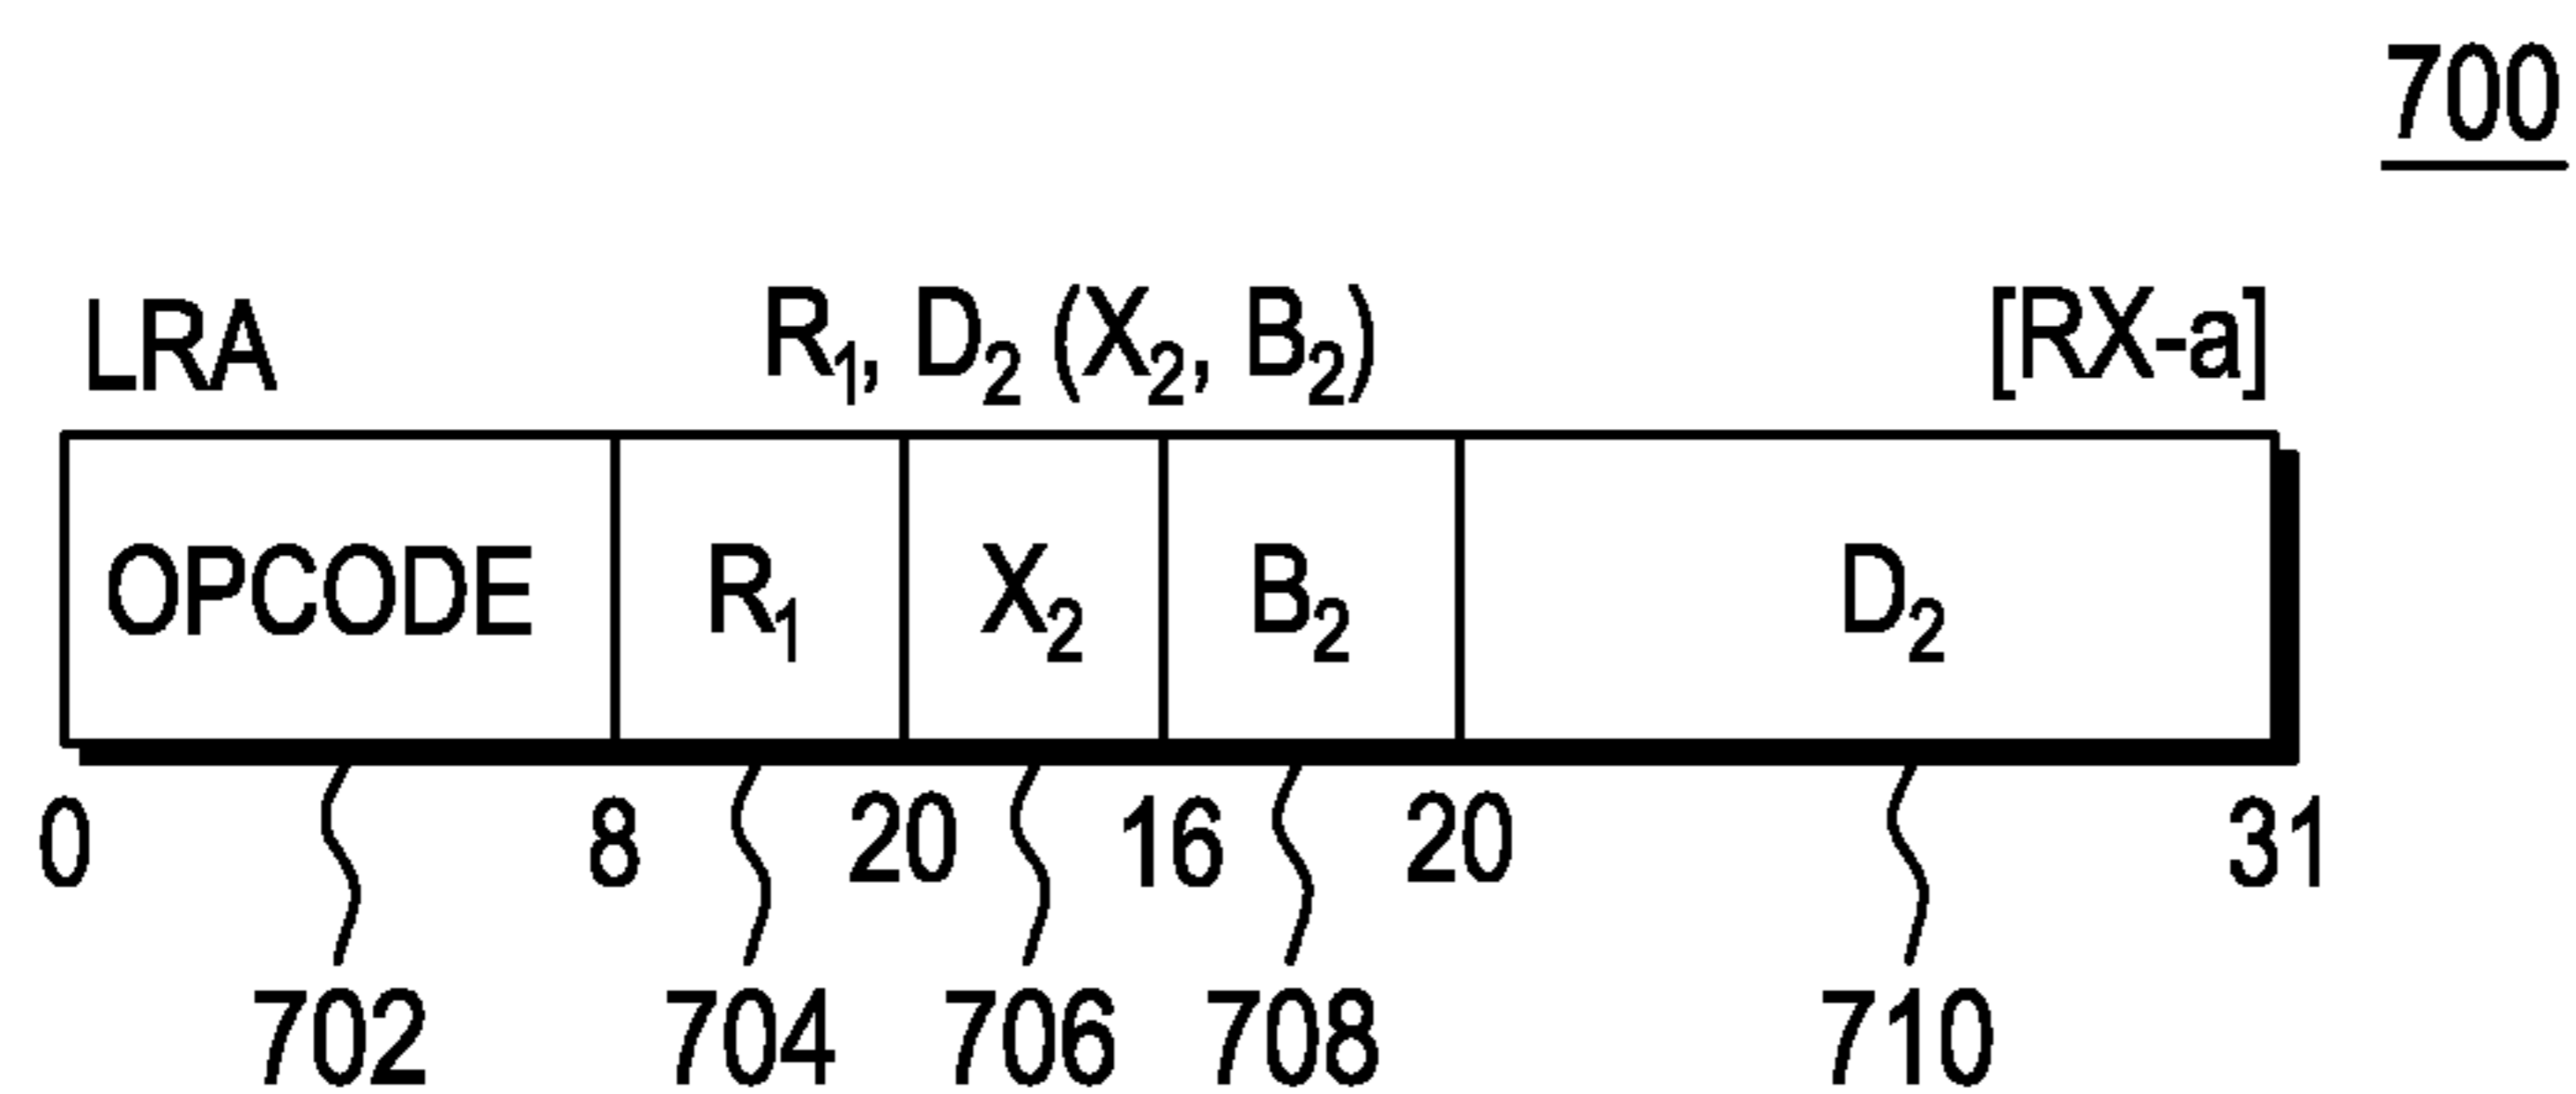 700
LRA R₁, D₂ (X₂, B₂) [RX-a]
OPCODE R₁ X₂ B₂ D₂
0 8 20 16 20 31
702 704 706 708 710